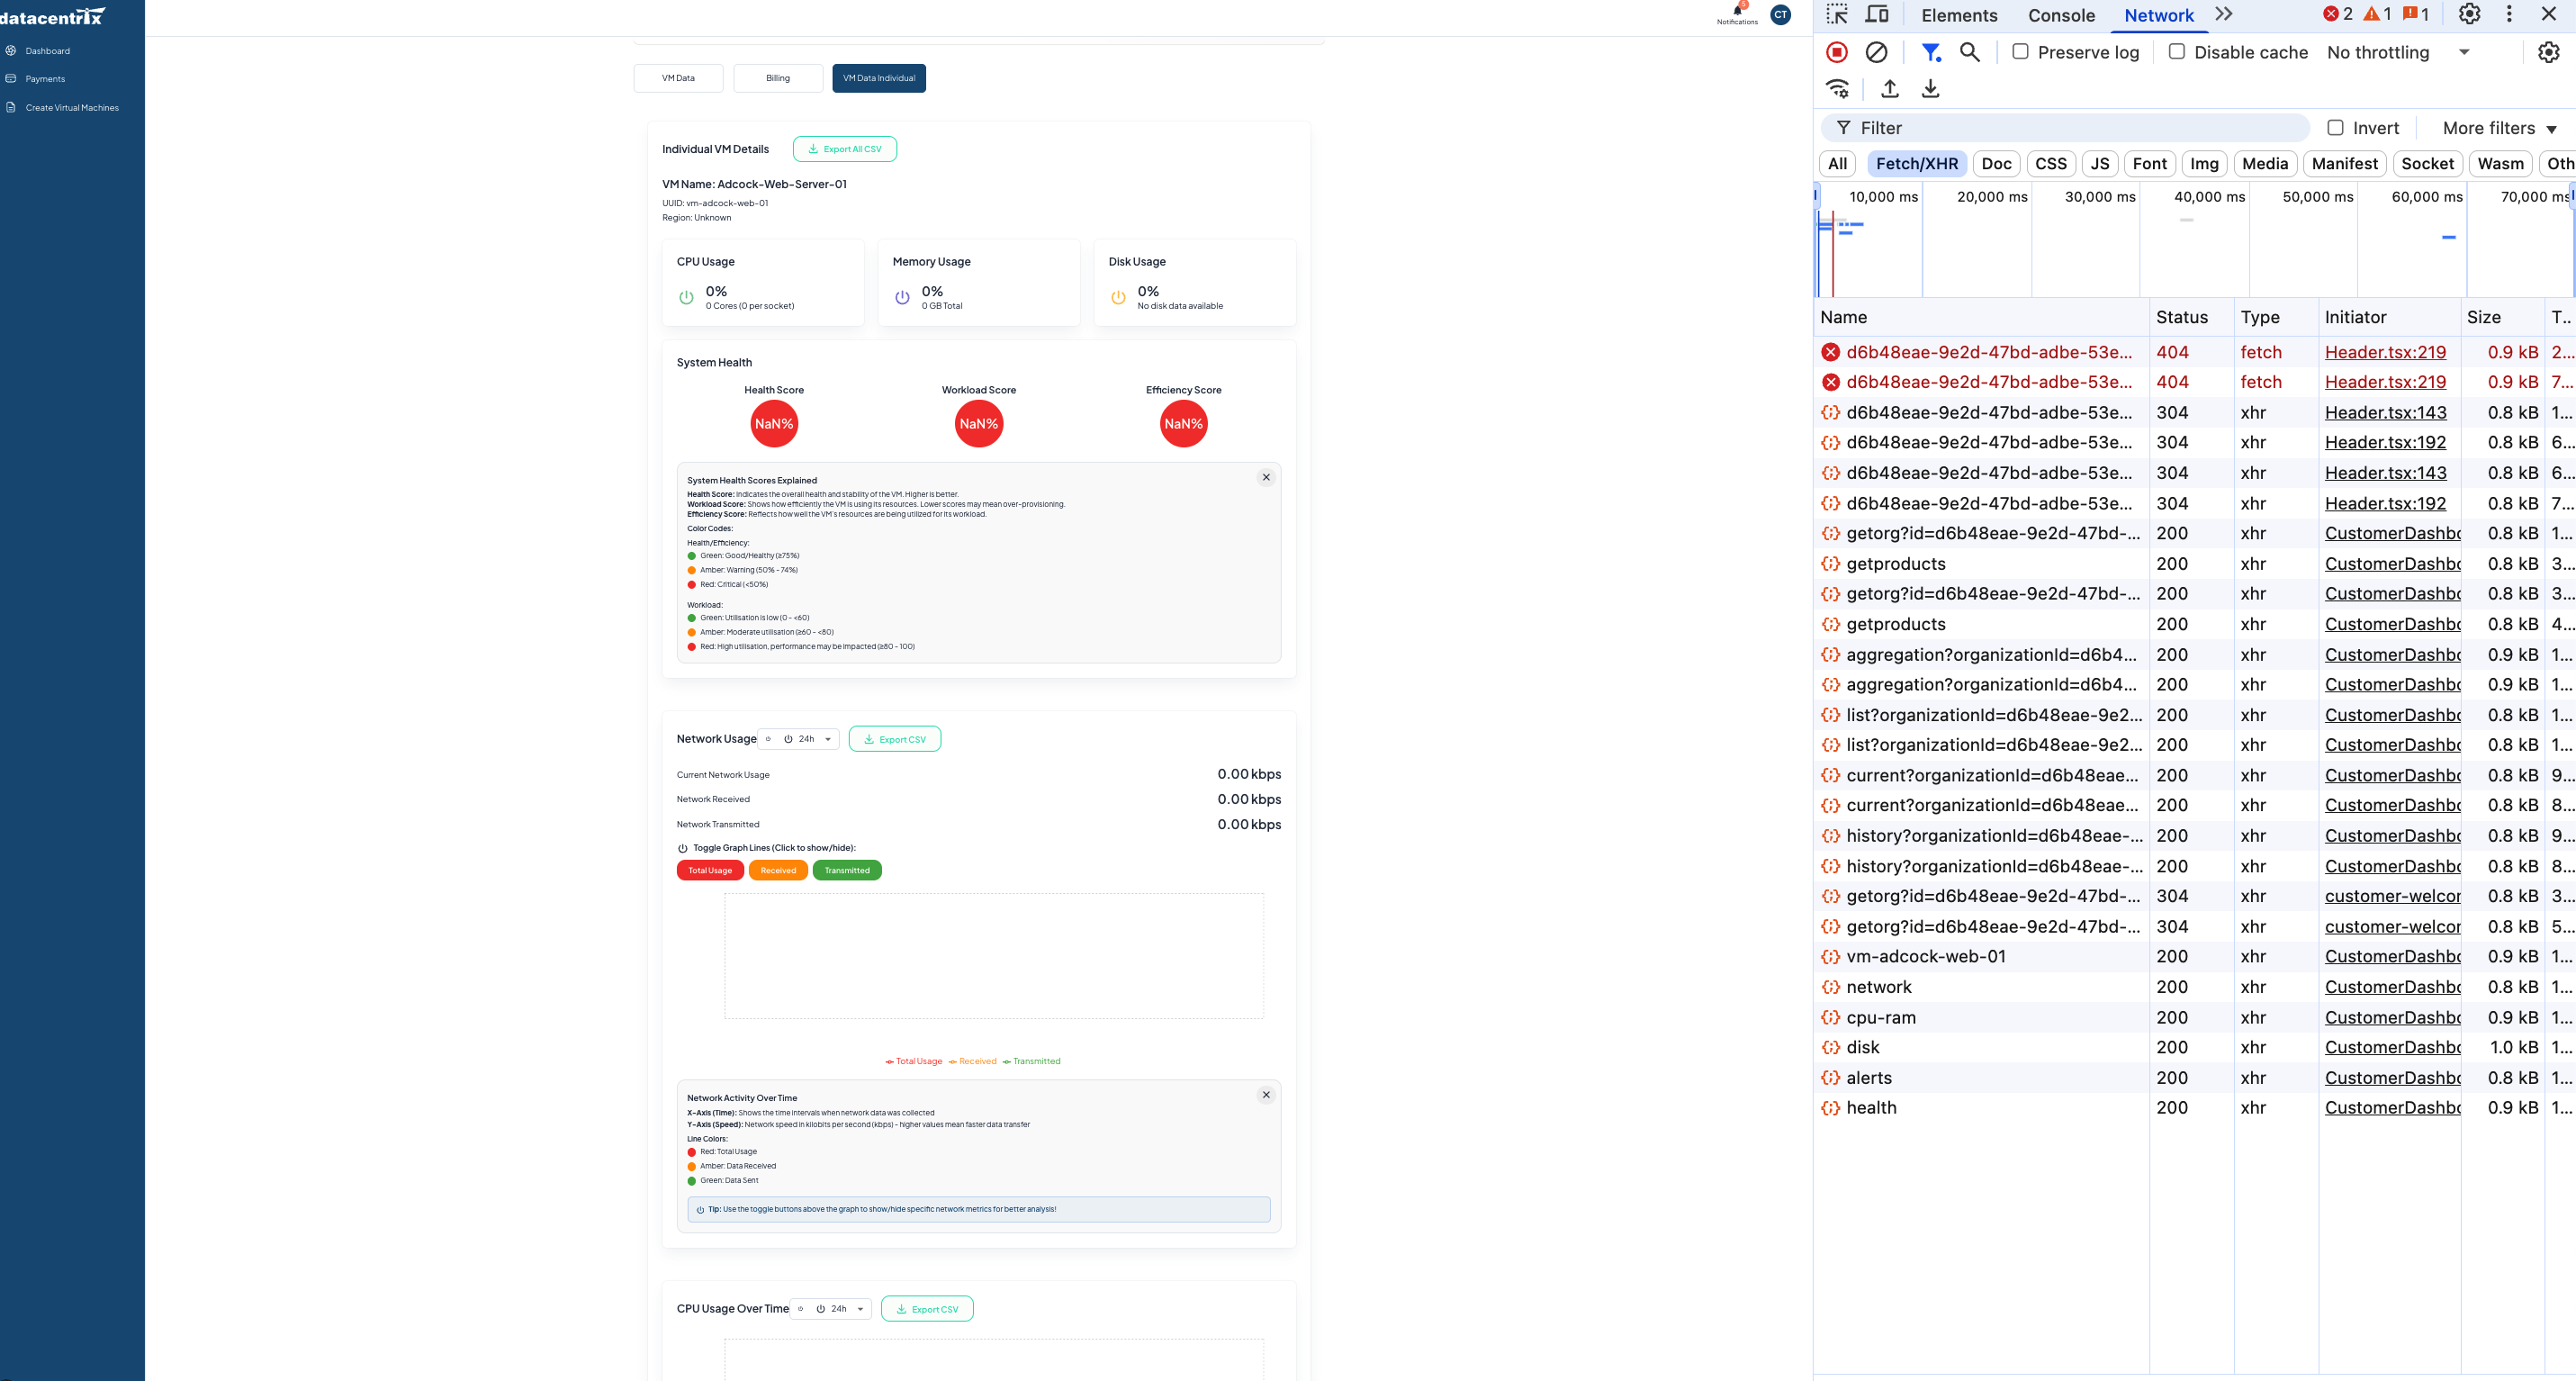 datacentrix
Dashboard
Payments
Create Virtual Machines
Notifications
5
CT
VM Data
Billing
VM Data Individual
Individual VM Details
Export All CSV
VM Name: Adcock-Web-Server-01
UUID: vm-adcock-web-01
Region: Unknown
CPU Usage
0%
0 Cores (0 per socket)
Memory Usage
0%
0 GB Total
Disk Usage
0%
No disk data available
System Health
Health Score
NaN%
Workload Score
NaN%
Efficiency Score
NaN%
System Health Scores Explained
Health Score: Indicates the overall health and stability of the VM. Higher is better.
Workload Score: Shows how efficiently the VM is using its resources. Lower scores may mean over-provisioning.
Efficiency Score: Reflects how well the VM's resources are being utilized for its workload.
Color Codes:
Health/Efficiency:
Green: Good/Healthy (≥75%)
Amber: Warning (50% - 74%)
Red: Critical (<50%)
Workload:
Green: Utilisation is low (0 - <60)
Amber: Moderate utilisation (≥60 - <80)
Red: High utilisation, performance may be impacted (≥80 - 100)
Network Usage
24h
Export CSV
Current Network Usage 0.00 kbps
Network Received 0.00 kbps
Network Transmitted 0.00 kbps
Toggle Graph Lines (Click to show/hide):
Total Usage
Received
Transmitted
Total Usage Received Transmitted
Network Activity Over Time
X-Axis (Time): Shows the time intervals when network data was collected
Y-Axis (Speed): Network speed in kilobits per second (kbps) - higher values mean faster data transfer
Line Colors:
Red: Total Usage
Amber: Data Received
Green: Data Sent
Tip: Use the toggle buttons above the graph to show/hide specific network metrics for better analysis!
CPU Usage Over Time
24h
Export CSV
Elements Console Network 2 1 1
Preserve log Disable cache No throttling
Filter Invert More filters
All Fetch/XHR Doc CSS JS Font Img Media Manifest Socket Wasm Oth
10,000 ms 20,000 ms 30,000 ms 40,000 ms 50,000 ms 60,000 ms 70,000 ms
Name Status Type Initiator Size T..
d6b48eae-9e2d-47bd-adbe-53e... 404 fetch Header.tsx:219 0.9 kB 2...
d6b48eae-9e2d-47bd-adbe-53e... 404 fetch Header.tsx:219 0.9 kB 7...
d6b48eae-9e2d-47bd-adbe-53e... 304 xhr Header.tsx:143 0.8 kB 1...
d6b48eae-9e2d-47bd-adbe-53e... 304 xhr Header.tsx:192 0.8 kB 6...
d6b48eae-9e2d-47bd-adbe-53e... 304 xhr Header.tsx:143 0.8 kB 6...
d6b48eae-9e2d-47bd-adbe-53e... 304 xhr Header.tsx:192 0.8 kB 7...
getorg?id=d6b48eae-9e2d-47bd-... 200 xhr CustomerDashbo 0.8 kB 1...
getproducts 200 xhr CustomerDashbo 0.8 kB 3...
getorg?id=d6b48eae-9e2d-47bd-... 200 xhr CustomerDashbo 0.8 kB 3...
getproducts 200 xhr CustomerDashbo 0.8 kB 4...
aggregation?organizationId=d6b4... 200 xhr CustomerDashbo 0.9 kB 1...
aggregation?organizationId=d6b4... 200 xhr CustomerDashbo 0.9 kB 1...
list?organizationId=d6b48eae-9e2... 200 xhr CustomerDashbo 0.8 kB 1...
list?organizationId=d6b48eae-9e2... 200 xhr CustomerDashbo 0.8 kB 1...
current?organizationId=d6b48eae... 200 xhr CustomerDashbo 0.8 kB 9...
current?organizationId=d6b48eae... 200 xhr CustomerDashbo 0.8 kB 8...
history?organizationId=d6b48eae-... 200 xhr CustomerDashbo 0.8 kB 9...
history?organizationId=d6b48eae-... 200 xhr CustomerDashbo 0.8 kB 8...
getorg?id=d6b48eae-9e2d-47bd-... 304 xhr customer-welcor 0.8 kB 3...
getorg?id=d6b48eae-9e2d-47bd-... 304 xhr customer-welcor 0.8 kB 5...
vm-adcock-web-01 200 xhr CustomerDashbo 0.9 kB 1...
network 200 xhr CustomerDashbo 0.8 kB 1...
cpu-ram 200 xhr CustomerDashbo 0.9 kB 1...
disk 200 xhr CustomerDashbo 1.0 kB 1...
alerts 200 xhr CustomerDashbo 0.8 kB 1...
health 200 xhr CustomerDashbo 0.9 kB 1...